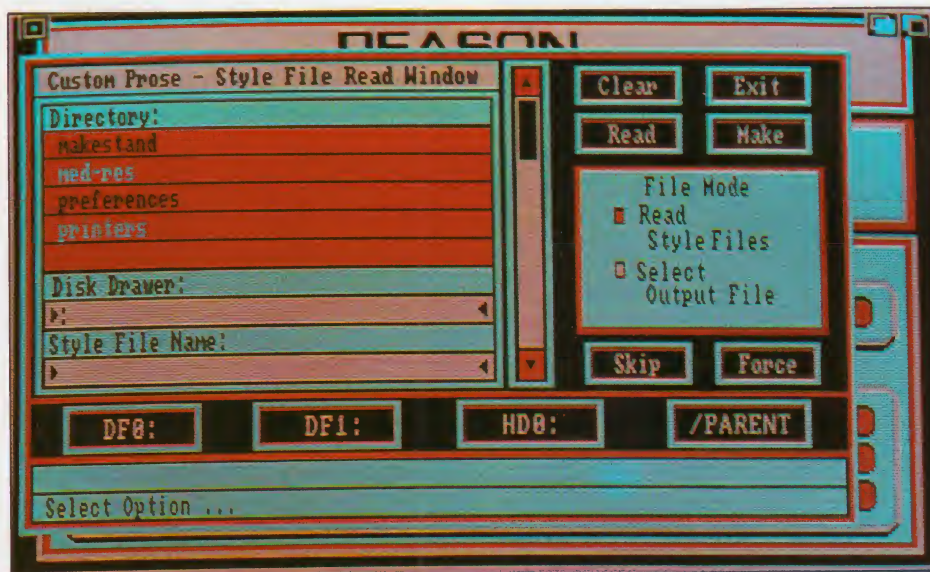 REASON
Custom Prose - Style File Read Window
Directory:
makestand
med-res
preferences
printers
Disk Drawer:
:
Style File Name:
Clear
Exit
Read
Make
File Mode
Read
Style Files
Select
Output File
Skip
Force
DF0:
DF1:
HD0:
/PARENT
Select Option ...